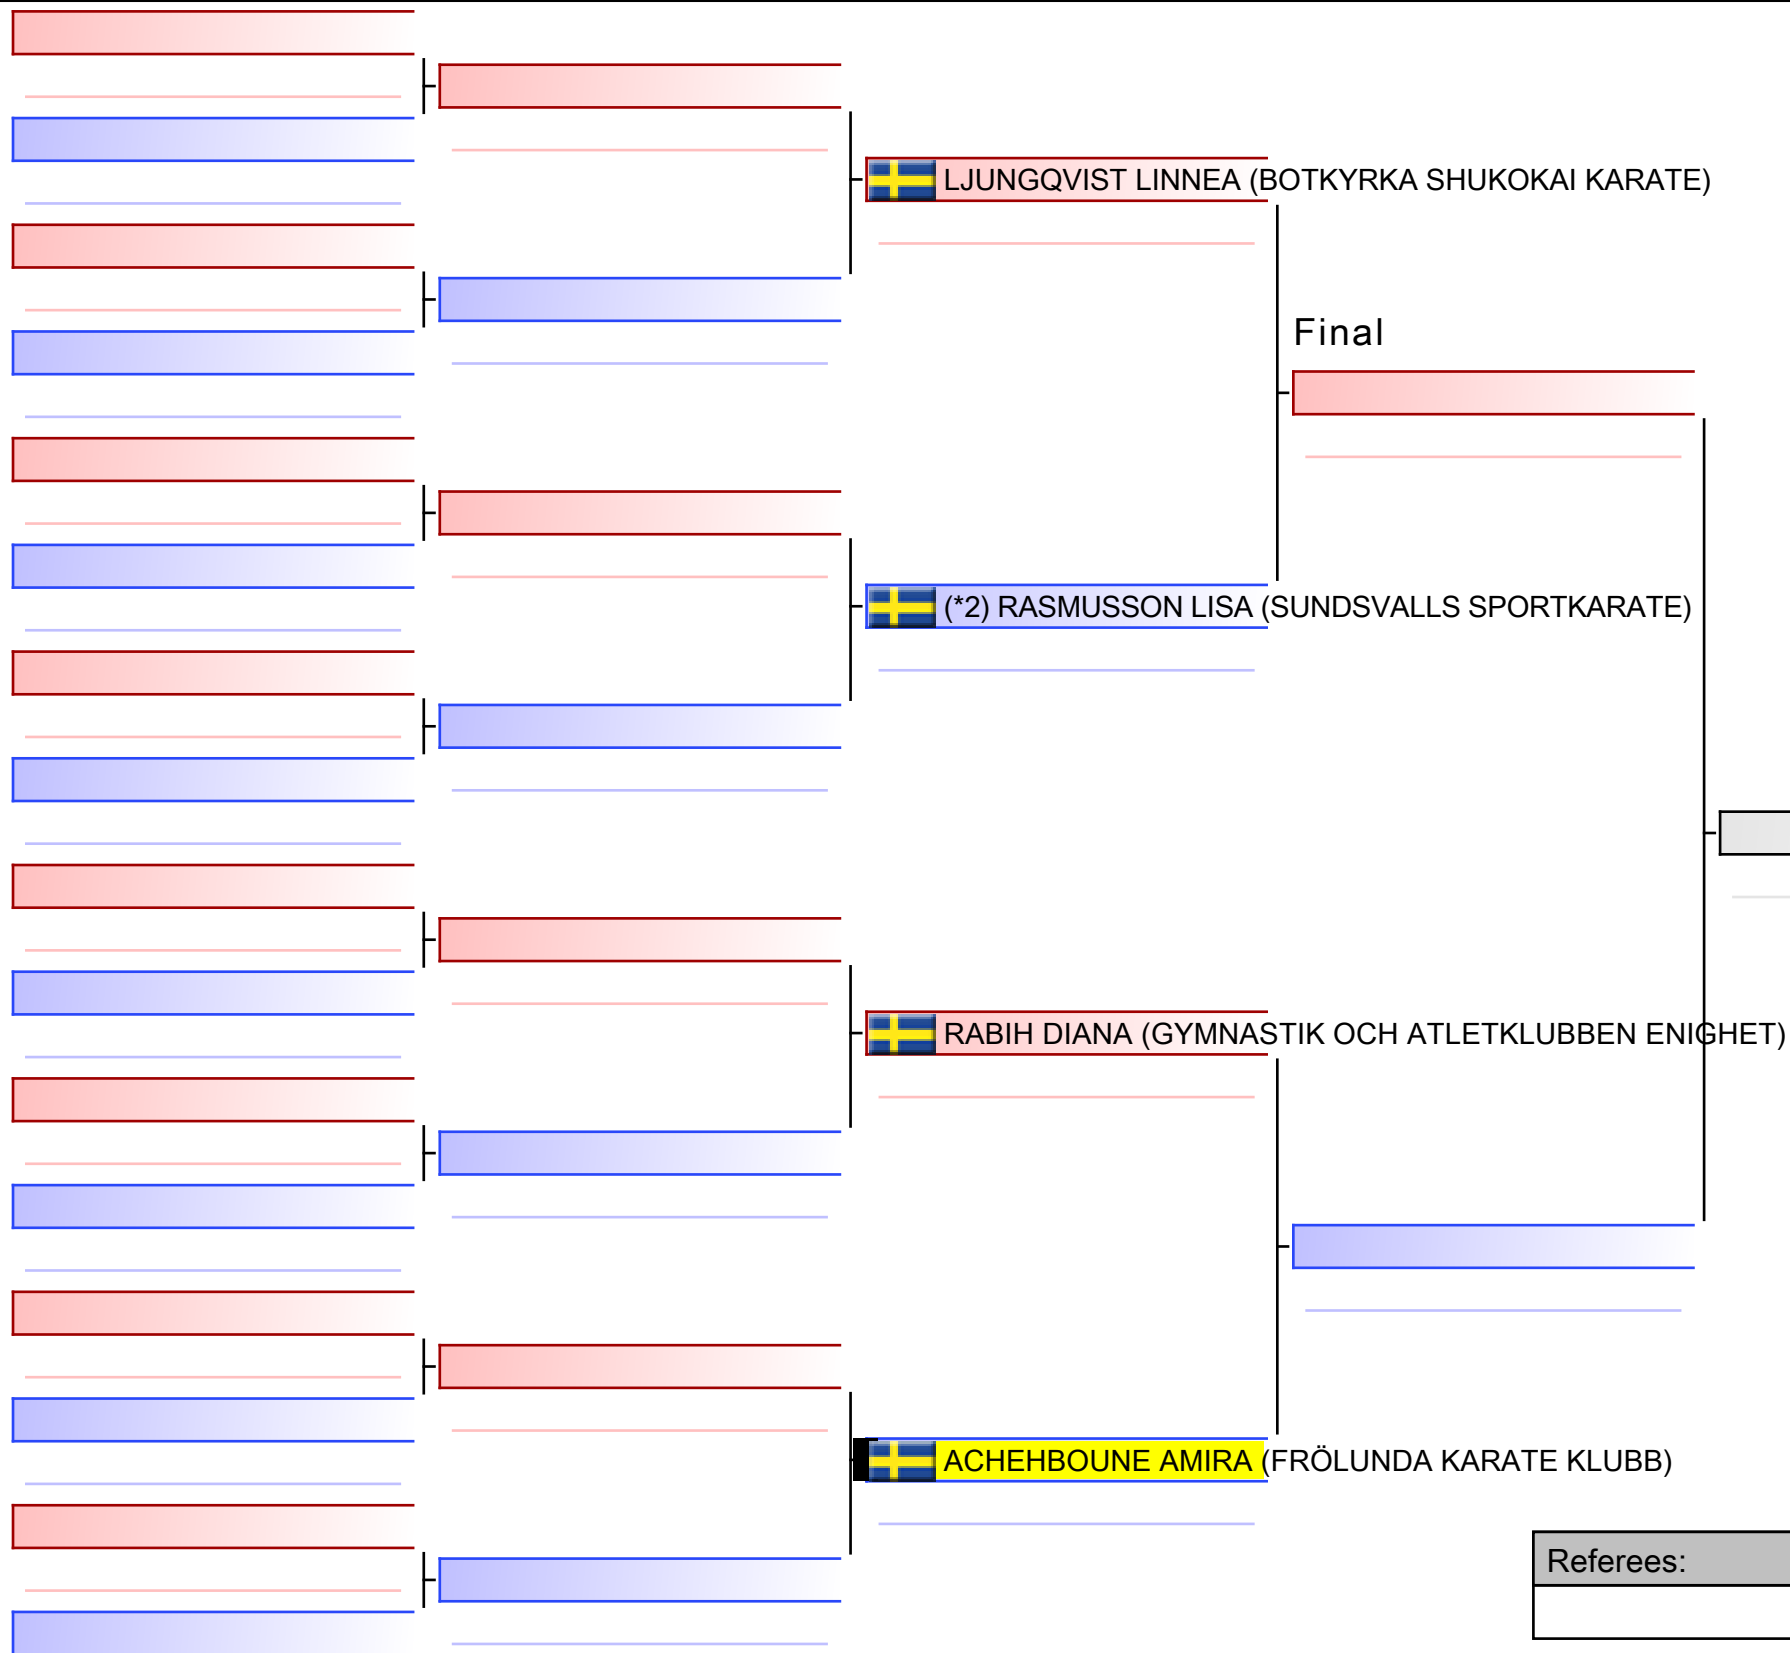 LJUNGQVIST LINNEA (BOTKYRKA SHUKOKAI KARATE)
Final
(*2) RASMUSSON LISA (SUNDSVALLS SPORTKARATE)
RABIH DIANA (GYMNASTIK OCH ATLETKLUBBEN ENIGHET)
ACHEHBOUNE AMIRA (FRÖLUNDA KARATE KLUBB)
Referees: